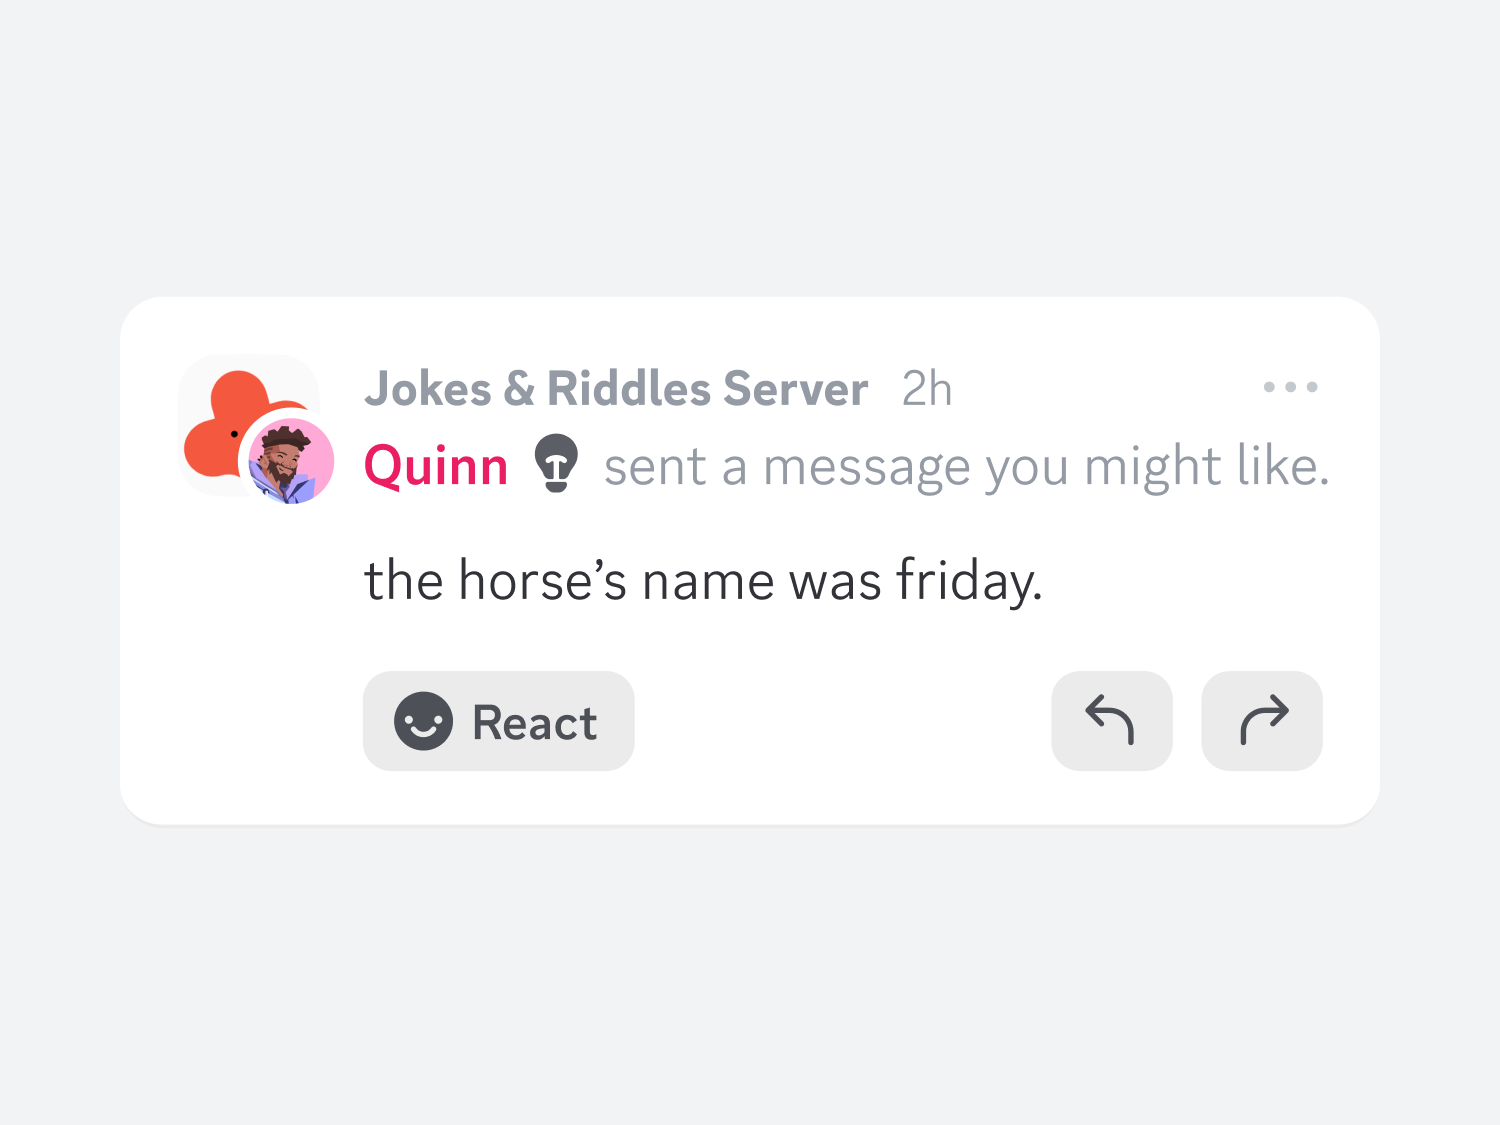 Jokes & Riddles Server 2h
Quinn sent a message you might like.
the horse’s name was friday.
React